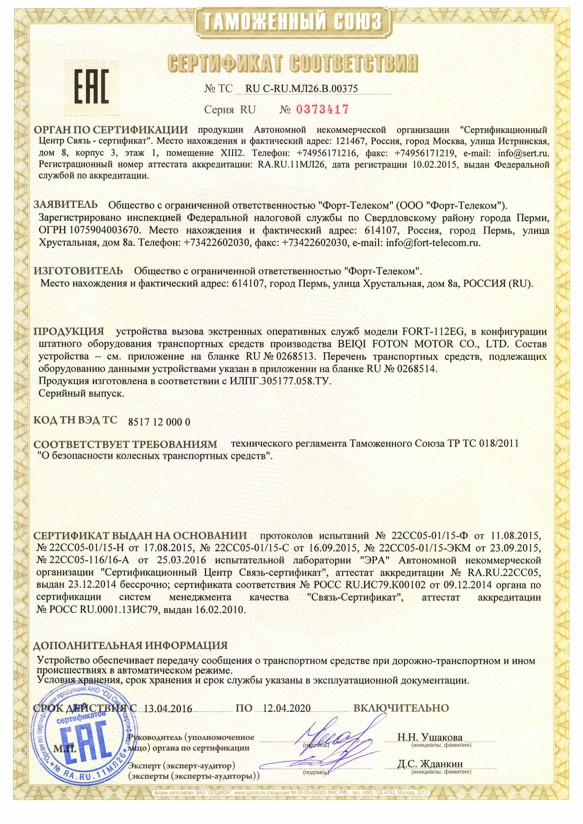 ТАМОЖЕННЫЙ СОЮЗ
СЕРТИФИКАТ СООТВЕТСТВИЯ
ЕАС
№ ТС RU C-RU.МЛ26.В.00375
Серия RU № 0373417
ОРГАН ПО СЕРТИФИКАЦИИ продукции Автономной некоммерческой организации "Сертификационный
Центр Связь - сертификат". Место нахождения и фактический адрес: 121467, Россия, город Москва, улица Истринская,
дом 8, корпус 3, этаж 1, помещение XIII2. Телефон: +74956171216, факс: +74956171219, e-mail: info@sert.ru.
Регистрационный номер аттестата аккредитации: RA.RU.11МЛ26, дата регистрации 10.02.2015, выдан Федеральной
службой по аккредитации.
ЗАЯВИТЕЛЬ Общество с ограниченной ответственностью "Форт-Телеком" (ООО "Форт-Телеком").
Зарегистрировано инспекцией Федеральной налоговой службы по Свердловскому району города Перми,
ОГРН 1075904003670. Место нахождения и фактический адрес: 614107, Россия, город Пермь, улица
Хрустальная, дом 8а. Телефон: +73422602030, факс: +73422602030, e-mail: info@fort-telecom.ru.
ИЗГОТОВИТЕЛЬ Общество с ограниченной ответственностью "Форт-Телеком".
Место нахождения и фактический адрес: 614107, город Пермь, улица Хрустальная, дом 8а, РОССИЯ (RU).
ПРОДУКЦИЯ устройства вызова экстренных оперативных служб модели FORT-112EG, в конфигурации
штатного оборудования транспортных средств производства BEIQI FOTON MOTOR CO., LTD. Состав
устройства – см. приложение на бланке RU № 0268513. Перечень транспортных средств, подлежащих
оборудованию данными устройствами указан в приложении на бланке RU № 0268514.
Продукция изготовлена в соответствии с ИЛПГ.305177.058.ТУ.
Серийный выпуск.
КОД ТН ВЭД ТС 8517 12 000 0
СООТВЕТСТВУЕТ ТРЕБОВАНИЯМ технического регламента Таможенного Союза ТР ТС 018/2011
"О безопасности колесных транспортных средств".
СЕРТИФИКАТ ВЫДАН НА ОСНОВАНИИ протоколов испытаний № 22СС05-01/15-Ф от 11.08.2015,
№ 22СС05-01/15-Н от 17.08.2015, № 22СС05-01/15-С от 16.09.2015, № 22СС05-01/15-ЭКМ от 23.09.2015,
№ 22СС05-116/16-А от 25.03.2016 испытательной лаборатории "ЭРА" Автономной некоммерческой
организации "Сертификационный Центр Связь-сертификат", аттестат аккредитации № RA.RU.22СС05,
выдан 23.12.2014 бессрочно; сертификата соответствия № РОСС RU.ИС79.К00102 от 09.12.2014 органа по
сертификации систем менеджмента качества "Связь-Сертификат", аттестат аккредитации
№ РОСС RU.0001.13ИС79, выдан 16.02.2010.
ДОПОЛНИТЕЛЬНАЯ ИНФОРМАЦИЯ
Устройство обеспечивает передачу сообщения о транспортном средстве при дорожно-транспортном и ином
происшествиях в автоматическом режиме.
Условия хранения, срок хранения и срок службы указаны в эксплуатационной документации.
СРОК ДЕЙСТВИЯ С 13.04.2016 ПО 12.04.2020 ВКЛЮЧИТЕЛЬНО
Руководитель (уполномоченное Н.Н. Ушакова
М.П. лицо) органа по сертификации (подпись) (инициалы, фамилия)
Эксперт (эксперт-аудитор) Д.С. Жданкин
(эксперты (эксперты-аудиторы)) (подпись) (инициалы, фамилия)
Для сертификатов
ЕАС
№ RA.RU.11МЛ26